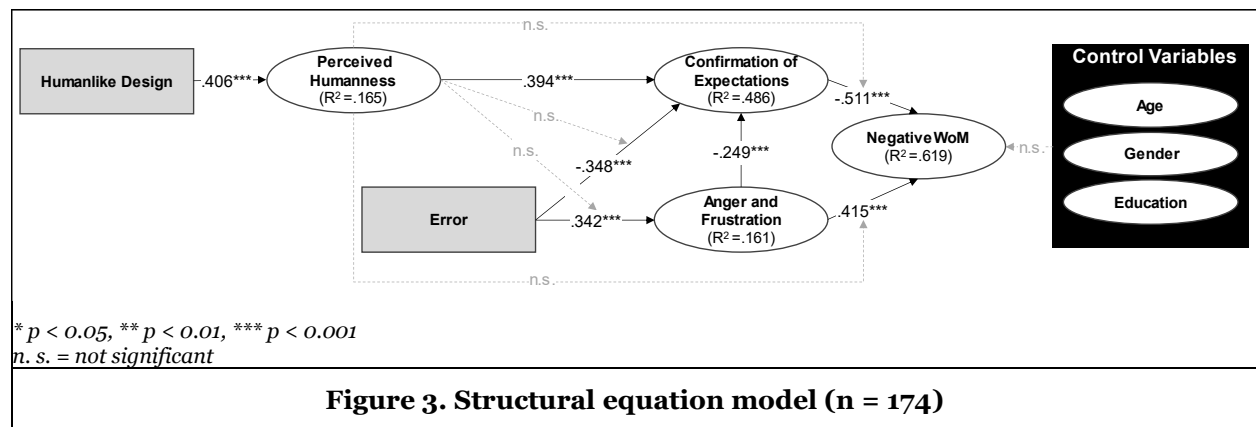 n.s.
Control Variables
Humanlike Design
.406***
Perceived
Humanness
(R² =.165)
.394***
Confirmation of
Expectations
(R² =.486)
-.511***
Age
n.s.
n.s.
-.348***
-.249***
Negative WoM
(R² =.619)
n.s.
Gender
Error
.342***
Anger and
Frustration
(R² =.161)
.415***
Education
n.s.
* p < 0.05, ** p < 0.01, *** p < 0.001
n. s. = not significant
Figure 3. Structural equation model (n = 174)